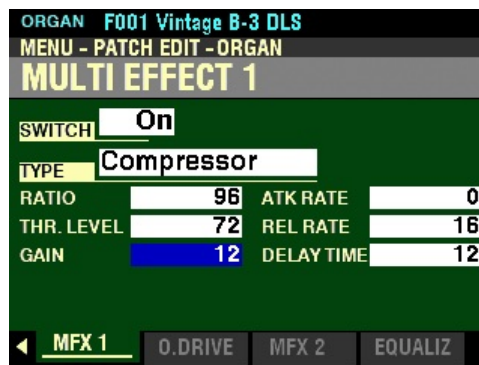 ORGAN F001 Vintage B-3 DLS
MENU - PATCH EDIT - ORGAN
MULTI EFFECT 1
SWITCH On
TYPE Compressor
RATIO 96 ATK RATE 0
THR. LEVEL 72 REL RATE 16
GAIN 12 DELAY TIME 12
MFX 1 O.DRIVE MFX 2 EQUALIZ